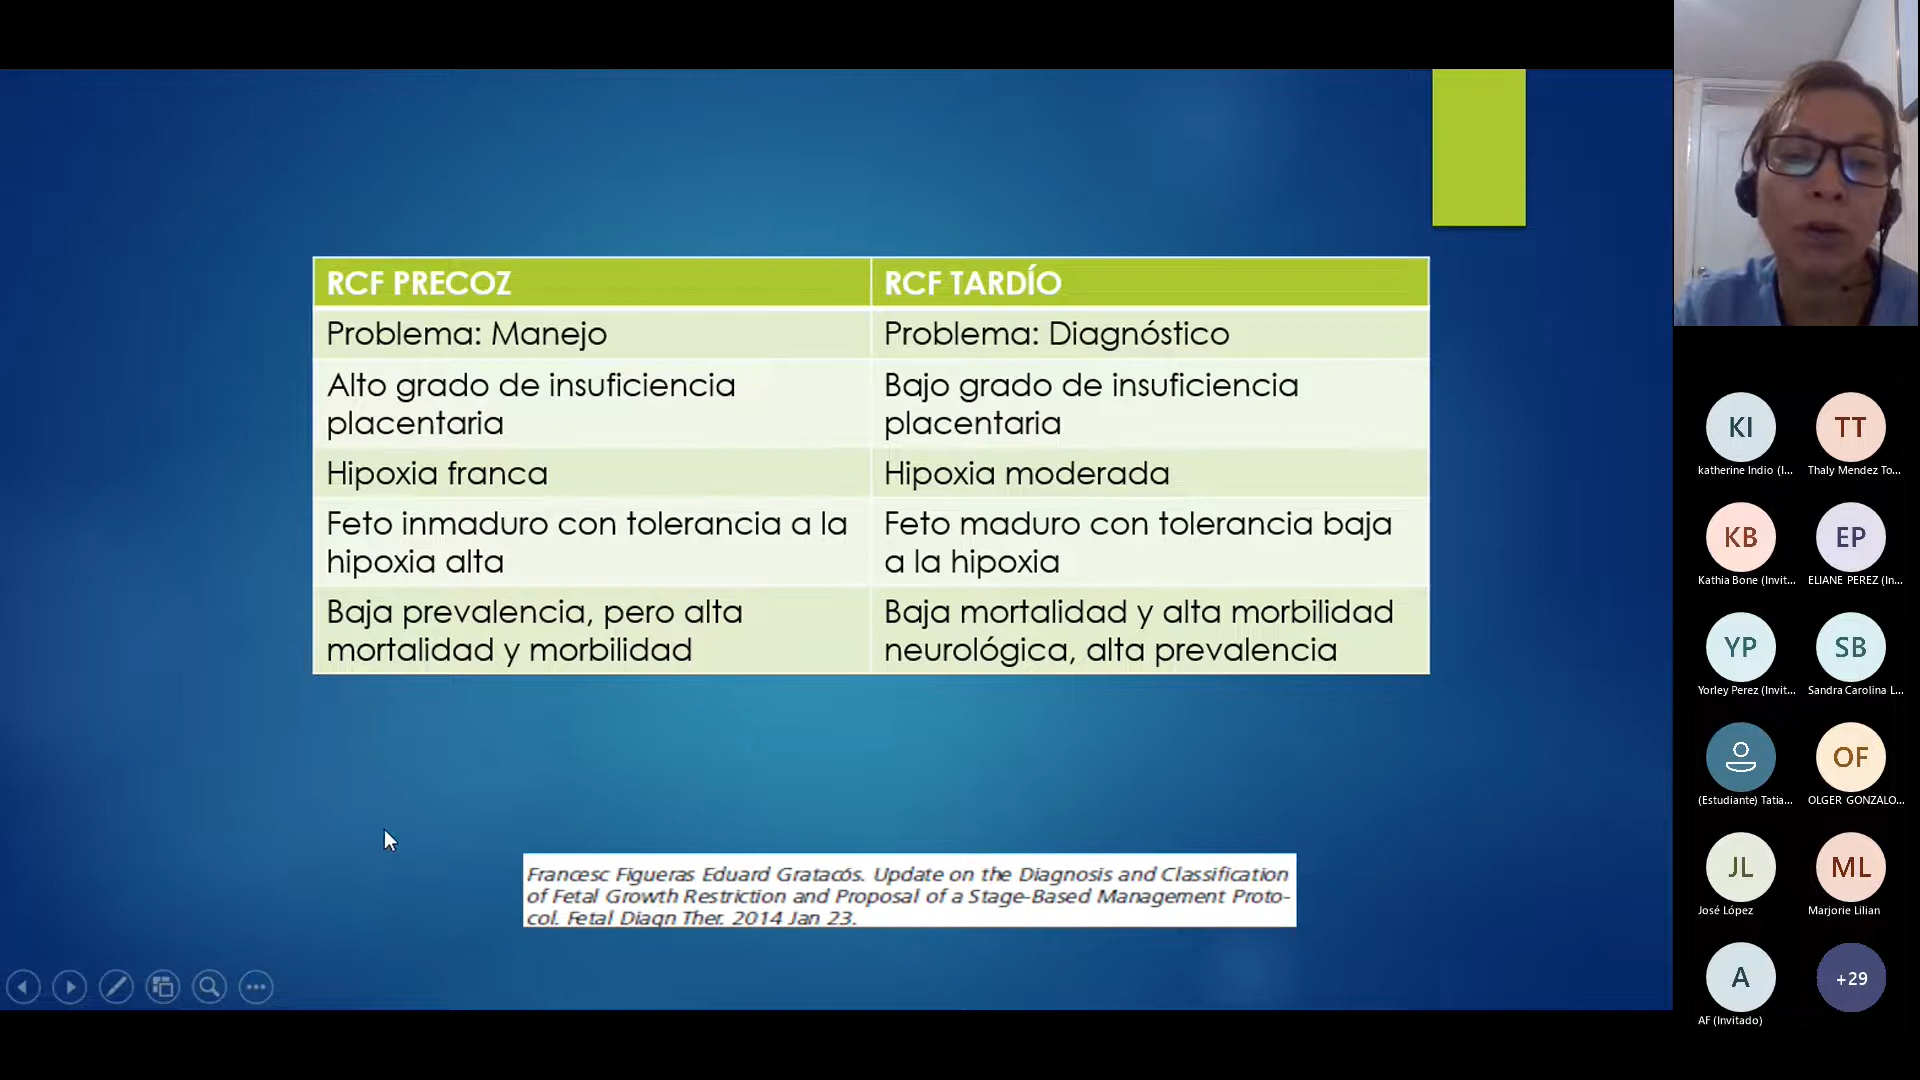 RCF PRECOZ
RCF TARDÍO
Problema: Manejo
Problema: Diagnóstico
Alto grado de insuficiencia
placentaria
Bajo grado de insuficiencia
placentaria
Hipoxia franca
Hipoxia moderada
Feto inmaduro con tolerancia a la
hipoxia alta
Feto maduro con tolerancia baja
a la hipoxia
Baja prevalencia, pero alta
mortalidad y morbilidad
Baja mortalidad y alta morbilidad
neurológica, alta prevalencia
Francesc Figueras Eduard Gratacós. Update on the Diagnosis and Classification
of Fetal Growth Restriction and Proposal of a Stage-Based Management Proto-
col. Fetal Diagn Ther. 2014 Jan 23.
KI
TT
katherine Indio (I...
Thaly Mendez To...
KB
EP
Kathia Bone (Invit...
ELIANE PEREZ (In...
YP
SB
Yorley Perez (Invit...
Sandra Carolina L...
OF
(Estudiante) Tatia...
OLGER GONZALO...
JL
ML
José López
Marjorie Lilian
A
+29
AF (Invitado)